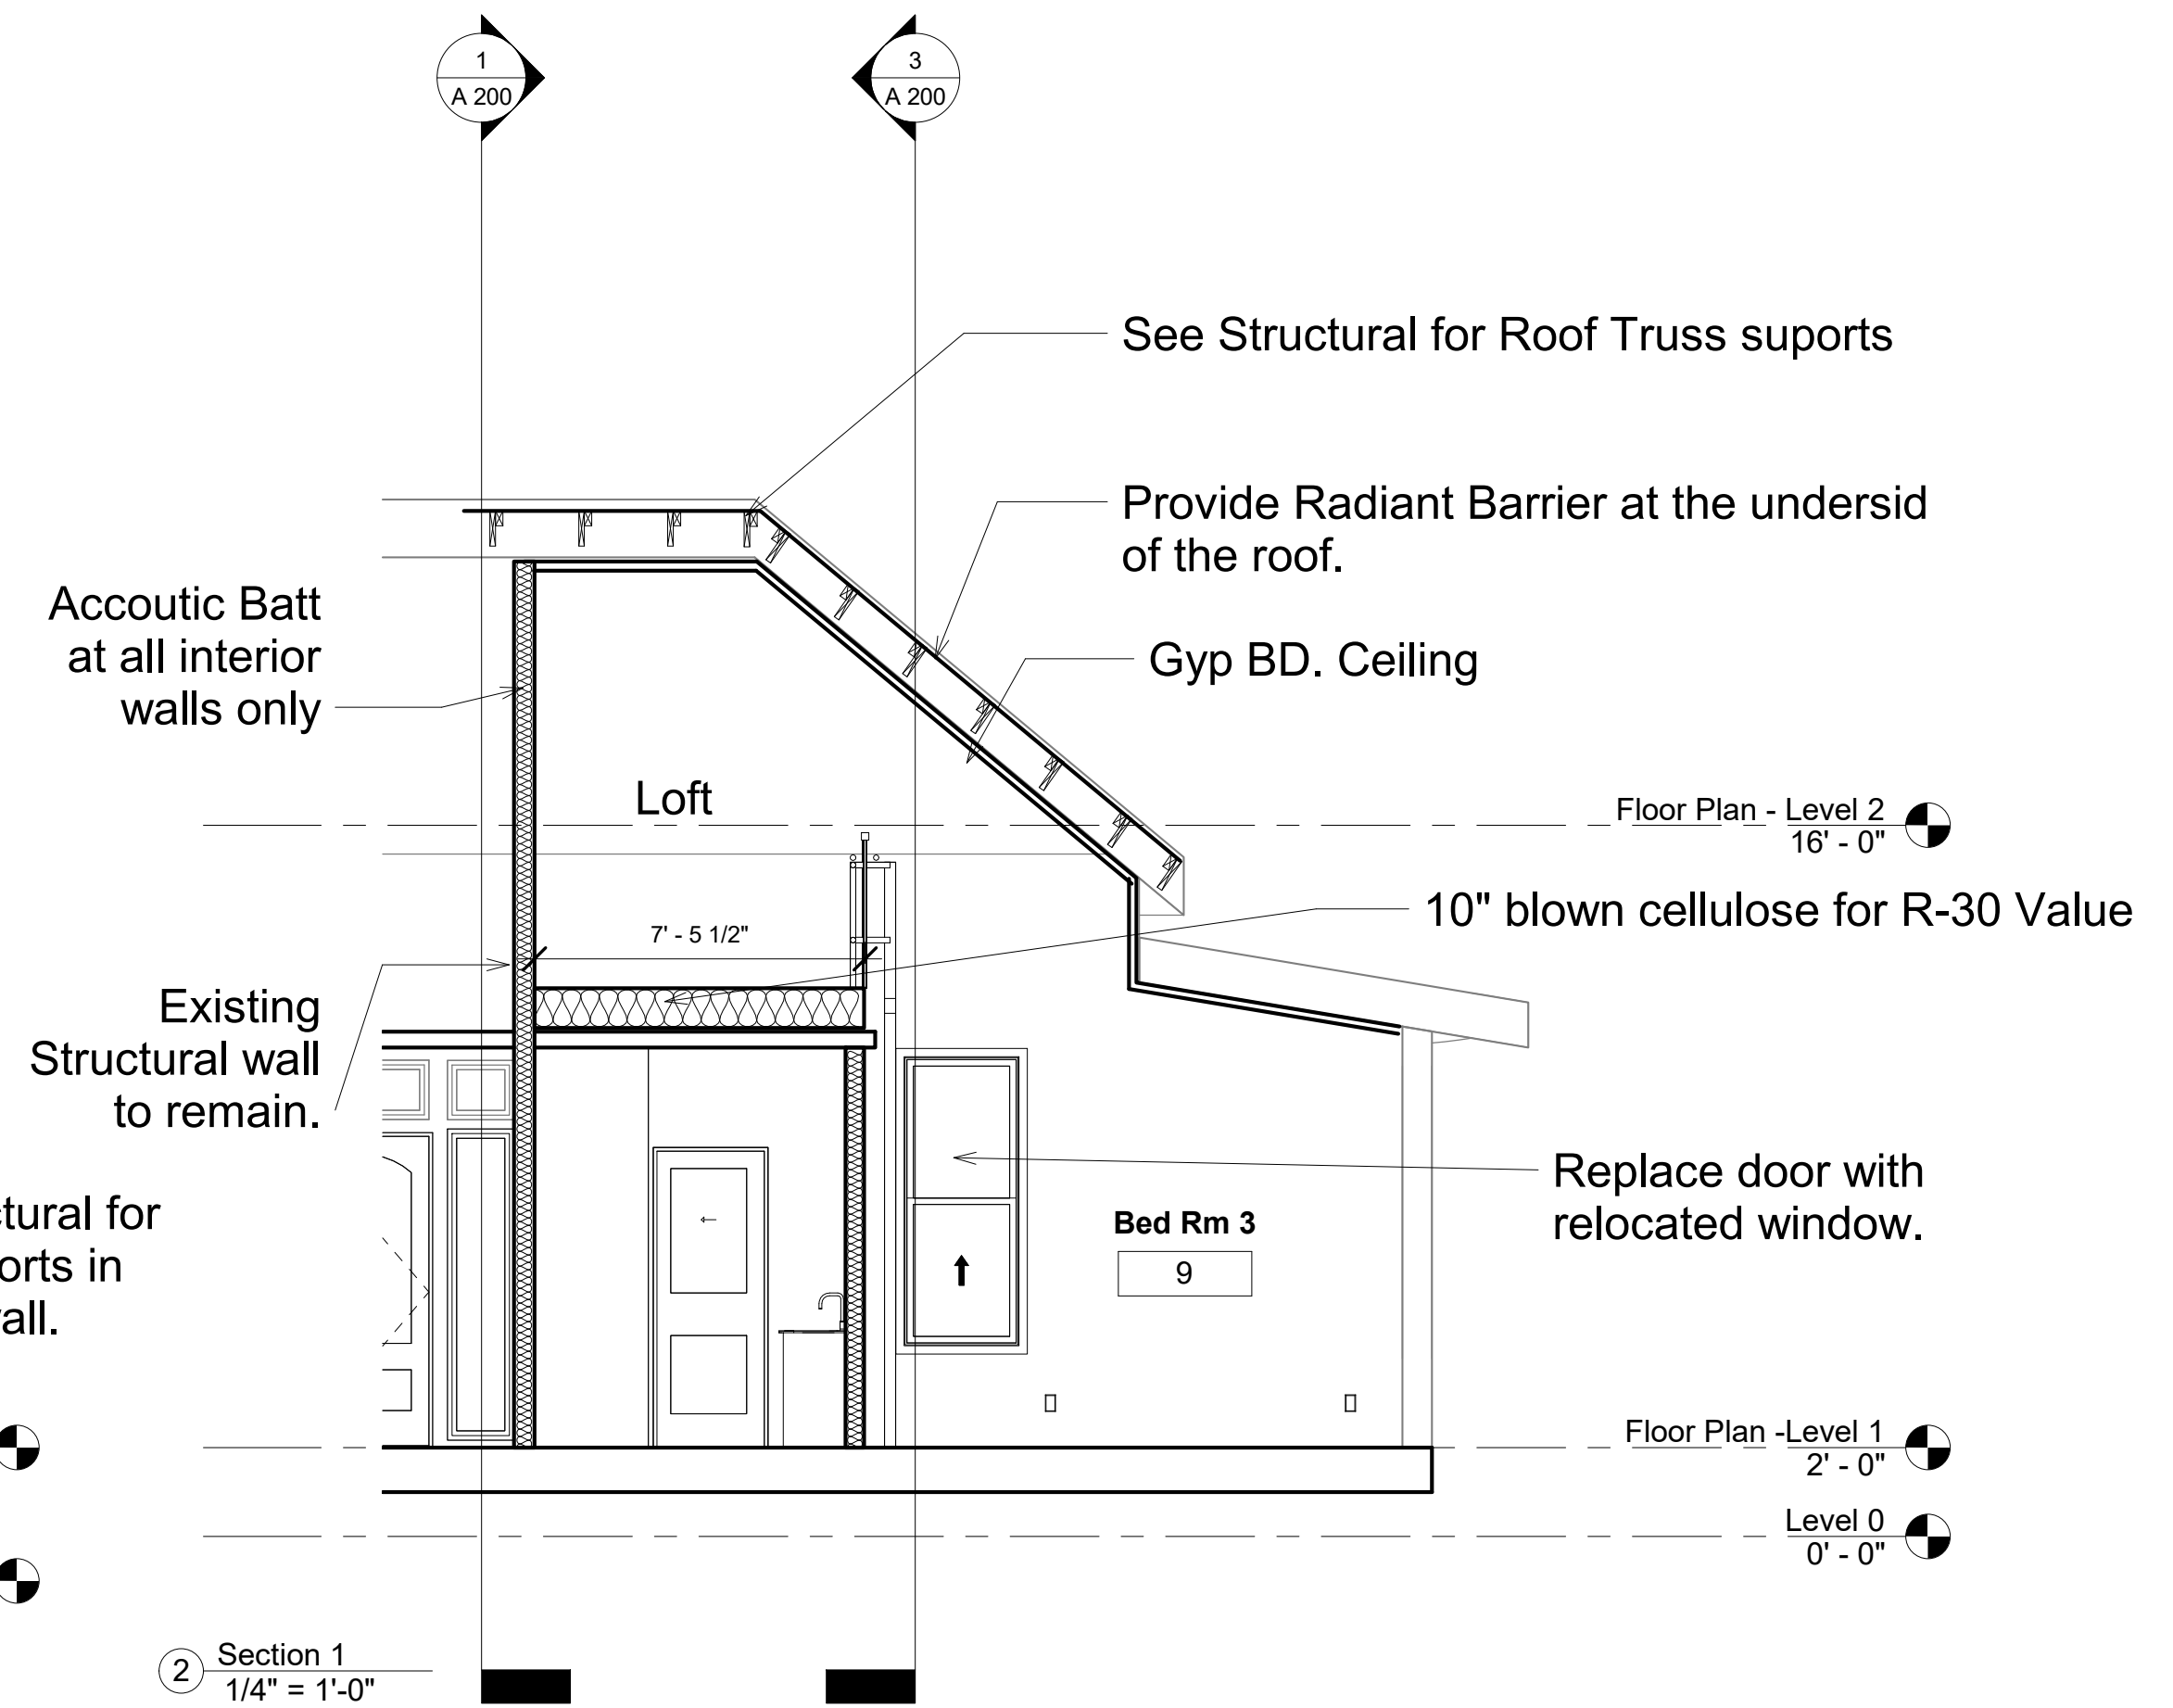 1
A 200
3
A 200
See Structural for Roof Truss suports
Provide Radiant Barrier at the undersid
of the roof.
Accoutic Batt
at all interior
walls only
Gyp BD. Ceiling
Loft
Floor Plan - Level 2
16' - 0"
10" blown cellulose for R-30 Value
7' - 5 1/2"
Existing
Structural wall
to remain.
Replace door with
relocated window.
tural for
orts in
all.
Bed Rm 3
9
Floor Plan -Level 1
2' - 0"
Level 0
0' - 0"
2
Section 1
1/4" = 1'-0"